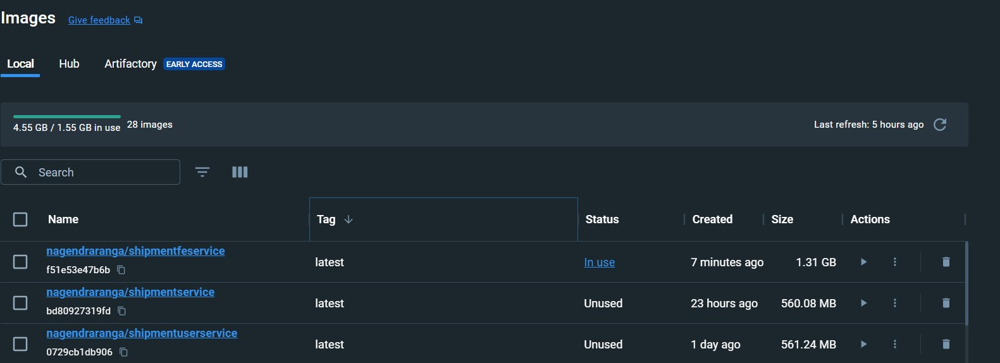 Images Give feedback
Local Hub Artifactory EARLY ACCESS
4.55 GB / 1.55 GB in use 28 images Last refresh: 5 hours ago
Search
Name Tag Status Created Size Actions
nagendraranga/shipmentfeservice
f51e53e47b6b latest In use 7 minutes ago 1.31 GB
nagendraranga/shipmentservice
bd80927319fd latest Unused 23 hours ago 560.08 MB
nagendraranga/shipmentuserservice
0729cb1db906 latest Unused 1 day ago 561.24 MB